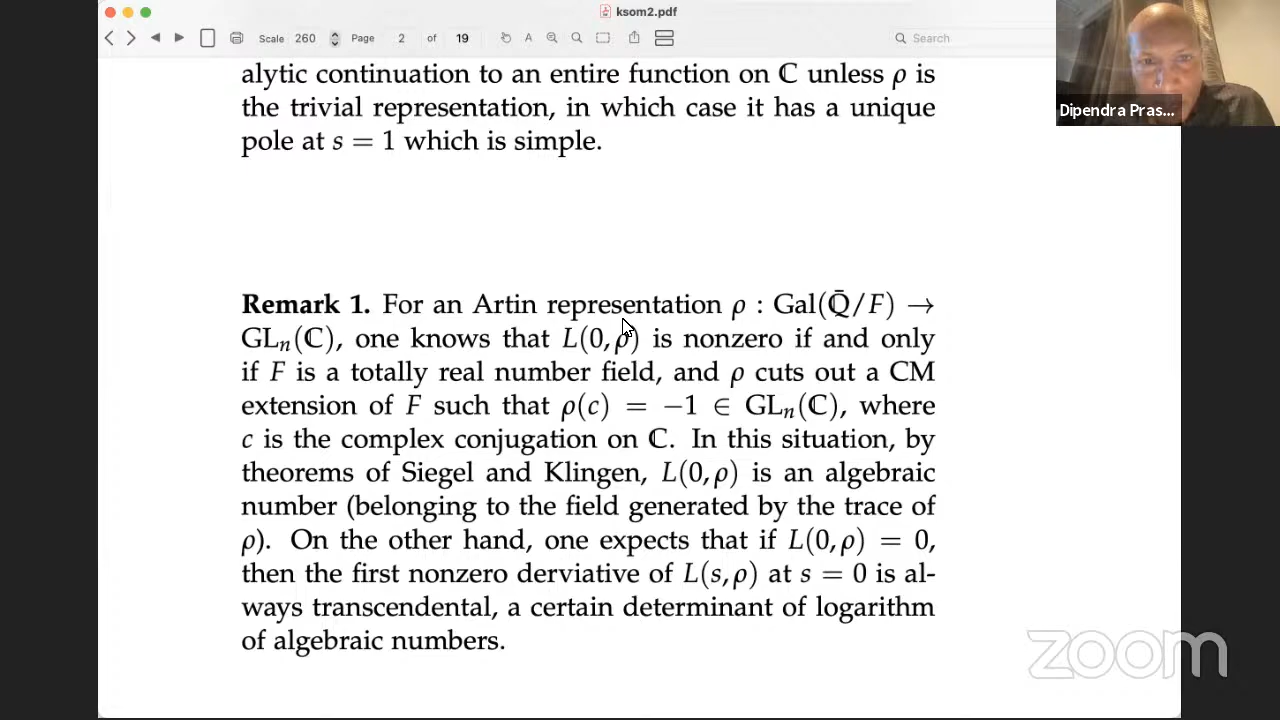 ksom2.pdf
Scale 260 Page 2 of 19 Search
Dipendra Pras...
alytic continuation to an entire function on ℂ unless ρ is
the trivial representation, in which case it has a unique
pole at s = 1 which is simple.
Remark 1. For an Artin representation ρ : Gal(ℚ̄/F) →
GLₙ(ℂ), one knows that L(0, ρ) is nonzero if and only
if F is a totally real number field, and ρ cuts out a CM
extension of F such that ρ(c) = −1 ∈ GLₙ(ℂ), where
c is the complex conjugation on ℂ. In this situation, by
theorems of Siegel and Klingen, L(0, ρ) is an algebraic
number (belonging to the field generated by the trace of
ρ). On the other hand, one expects that if L(0, ρ) = 0,
then the first nonzero derviative of L(s, ρ) at s = 0 is al-
ways transcendental, a certain determinant of logarithm
of algebraic numbers.
zoom